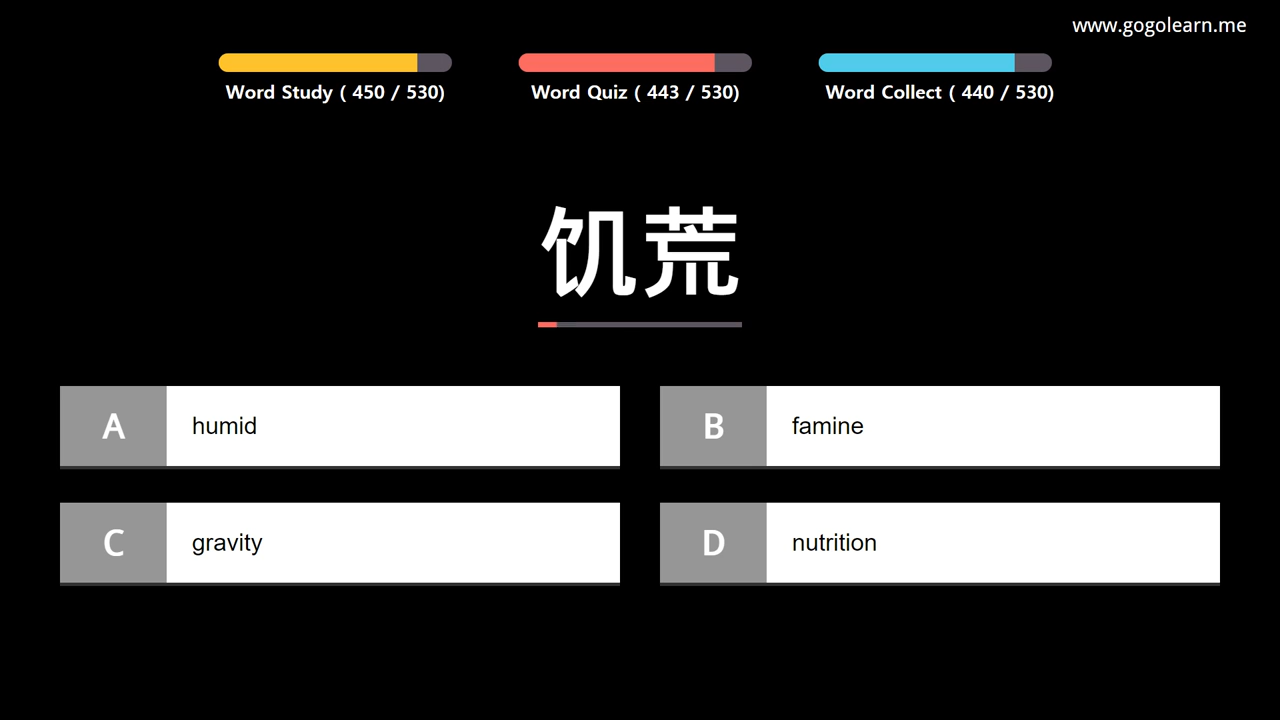 www.gogolearn.me
Word Study ( 450 / 530)
Word Quiz ( 443 / 530)
Word Collect ( 440 / 530)
饥荒
A
humid
B
famine
C
gravity
D
nutrition